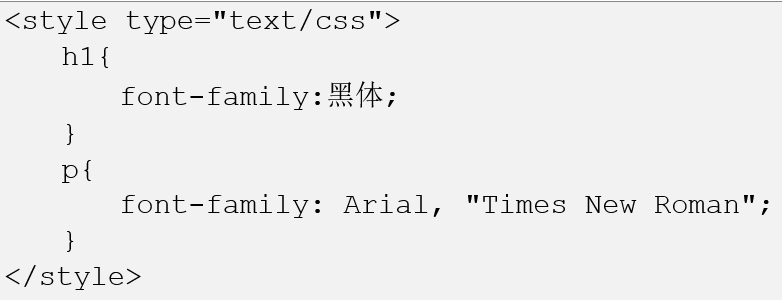 <style type="text/css">
h1{
font-family:黑体;
}
p{
font-family: Arial, "Times New Roman";
}
</style>